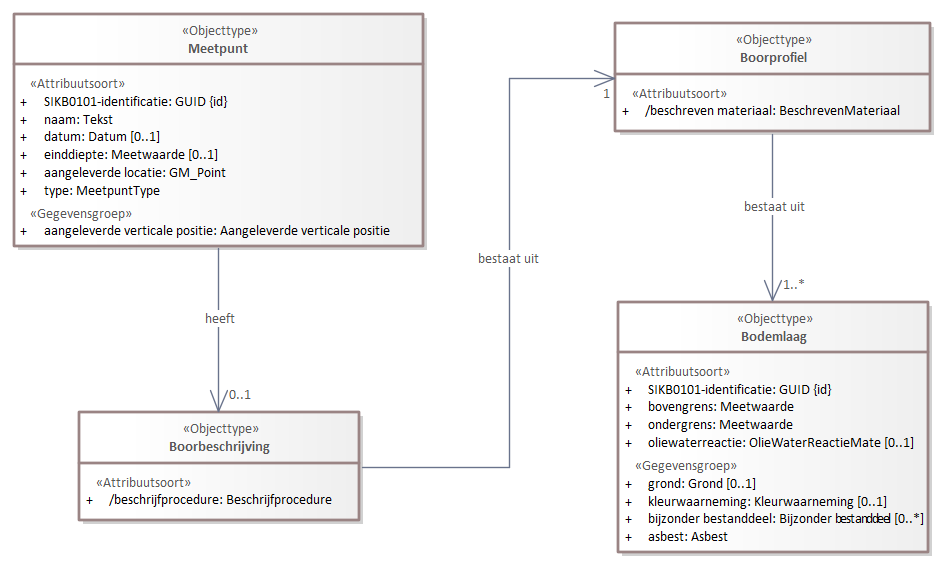 «Objecttype»
Meetpunt
«Attribuutsoort»
+ SIKB0101-identificatie: GUID {id}
+ naam: Tekst
+ datum: Datum [0..1]
+ einddiepte: Meetwaarde [0..1]
+ aangeleverde locatie: GM_Point
+ type: MeetpuntType
«Gegevensgroep»
+ aangeleverde verticale positie: Aangeleverde verticale positie
heeft
0..1
«Objecttype»
Boorbeschrijving
«Attribuutsoort»
+ /beschrijfprocedure: Beschrijfprocedure
bestaat uit
1
«Objecttype»
Boorprofiel
«Attribuutsoort»
+ /beschreven materiaal: BeschrevenMateriaal
bestaat uit
1..*
«Objecttype»
Bodemlaag
«Attribuutsoort»
+ SIKB0101-identificatie: GUID {id}
+ bovengrens: Meetwaarde
+ ondergrens: Meetwaarde
+ oliewaterreactie: OlieWaterReactieMate [0..1]
«Gegevensgroep»
+ grond: Grond [0..1]
+ kleurwaarneming: Kleurwaarneming [0..1]
+ bijzonder bestanddeel: Bijzonder bestanddeel [0..*]
+ asbest: Asbest